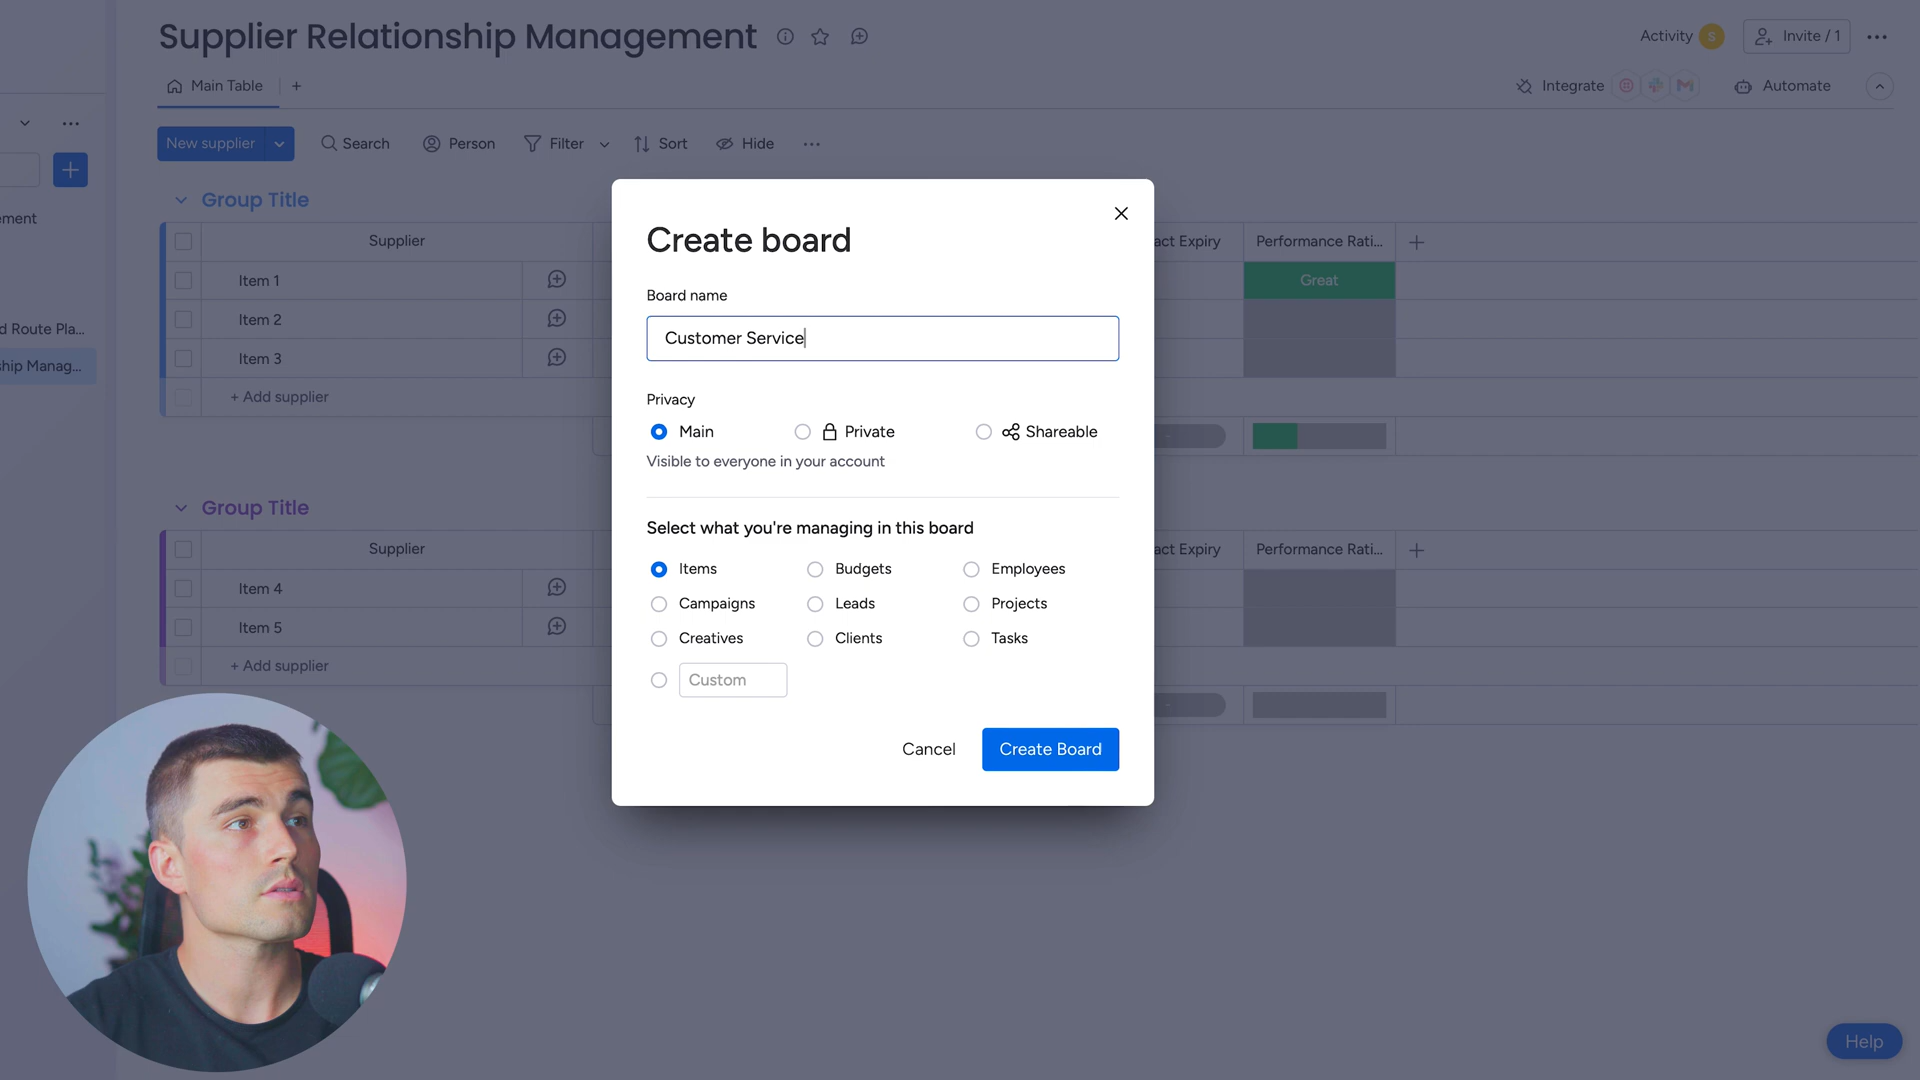 Supplier Relationship Management
Activity S Invite / 1
Main Table +
Integrate Automate
New supplier Search Person Filter Sort Hide
Group Title
Supplier act Expiry Performance Rati...
Item 1 Great
Item 2
Item 3
+ Add supplier
ement
d Route Pla...
ship Manag...
Group Title
Supplier act Expiry Performance Rati...
Item 4
Item 5
+ Add supplier
Create board
Board name
Customer Service
Privacy
Main Private Shareable
Visible to everyone in your account
Select what you're managing in this board
Items Budgets Employees
Campaigns Leads Projects
Creatives Clients Tasks
Custom
Cancel Create Board
Help